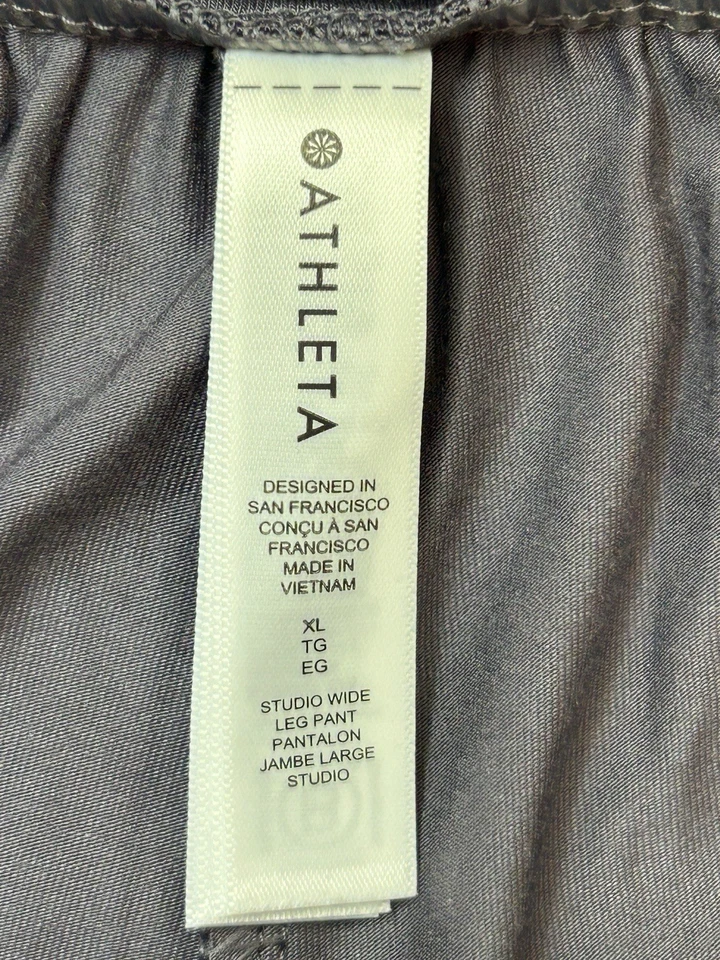 ATHLETA
DESIGNED IN
SAN FRANCISCO
CONÇU À SAN
FRANCISCO
MADE IN
VIETNAM
XL
TG
EG
STUDIO WIDE
LEG PANT
PANTALON
JAMBE LARGE
STUDIO